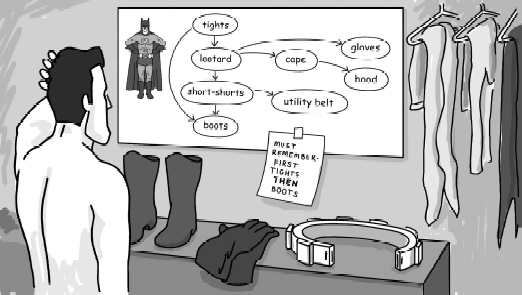 tights
leotard
cape
gloves
hood
short-shorts
utility belt
boots
MUST
REMEMBER-
FIRST
TIGHTS
THEN
BOOTS